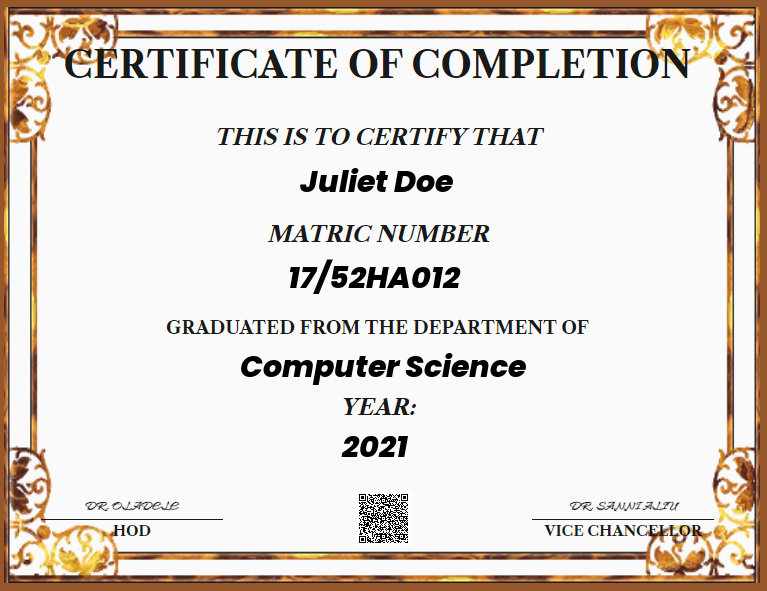 CERTIFICATE OF COMPLETION
THIS IS TO CERTIFY THAT
Juliet Doe
MATRIC NUMBER
17/52HA012
GRADUATED FROM THE DEPARTMENT OF
Computer Science
YEAR:
2021
DR. OLADELE
DR. SANNI ALIU
HOD
VICE CHANCELLOR